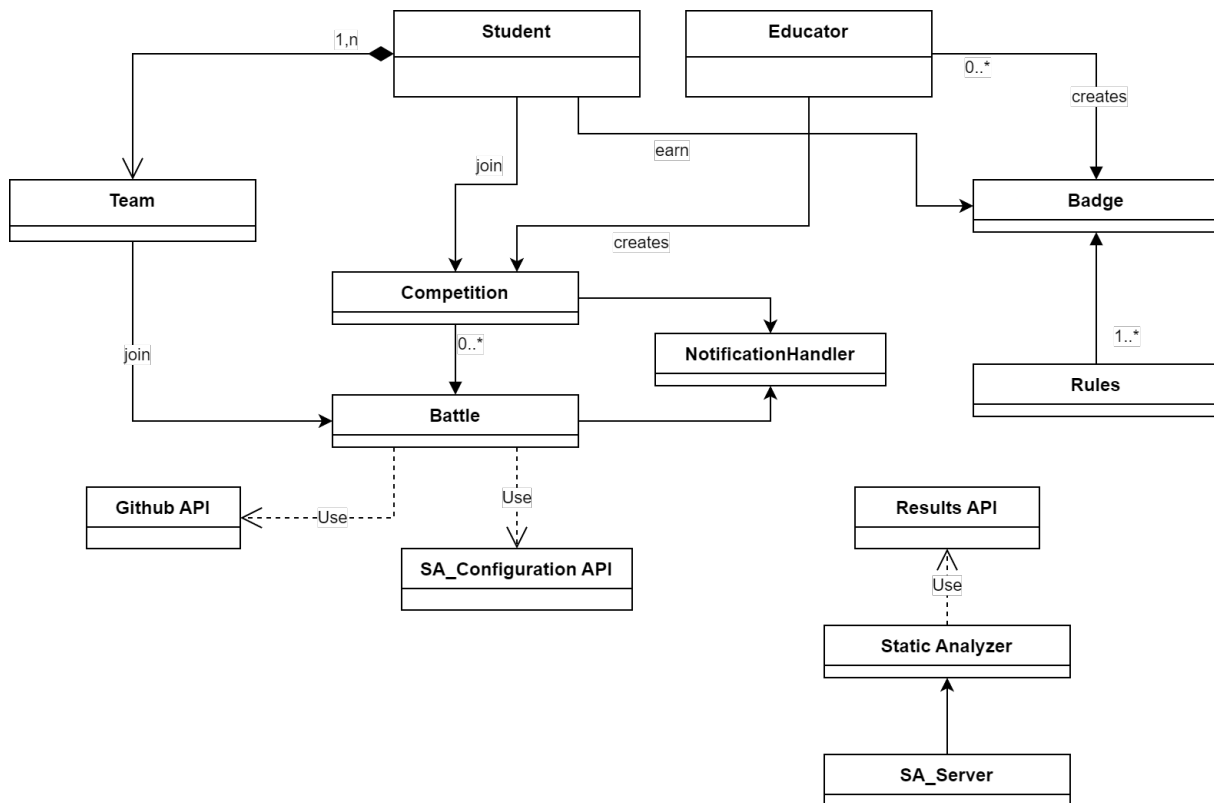 Student
Educator
1,n
0..*
creates
earn
join
Team
Badge
creates
Competition
0..*
NotificationHandler
1..*
join
Rules
Battle
Github API
Use
Use
Results API
SA_Configuration API
Use
Static Analyzer
SA_Server